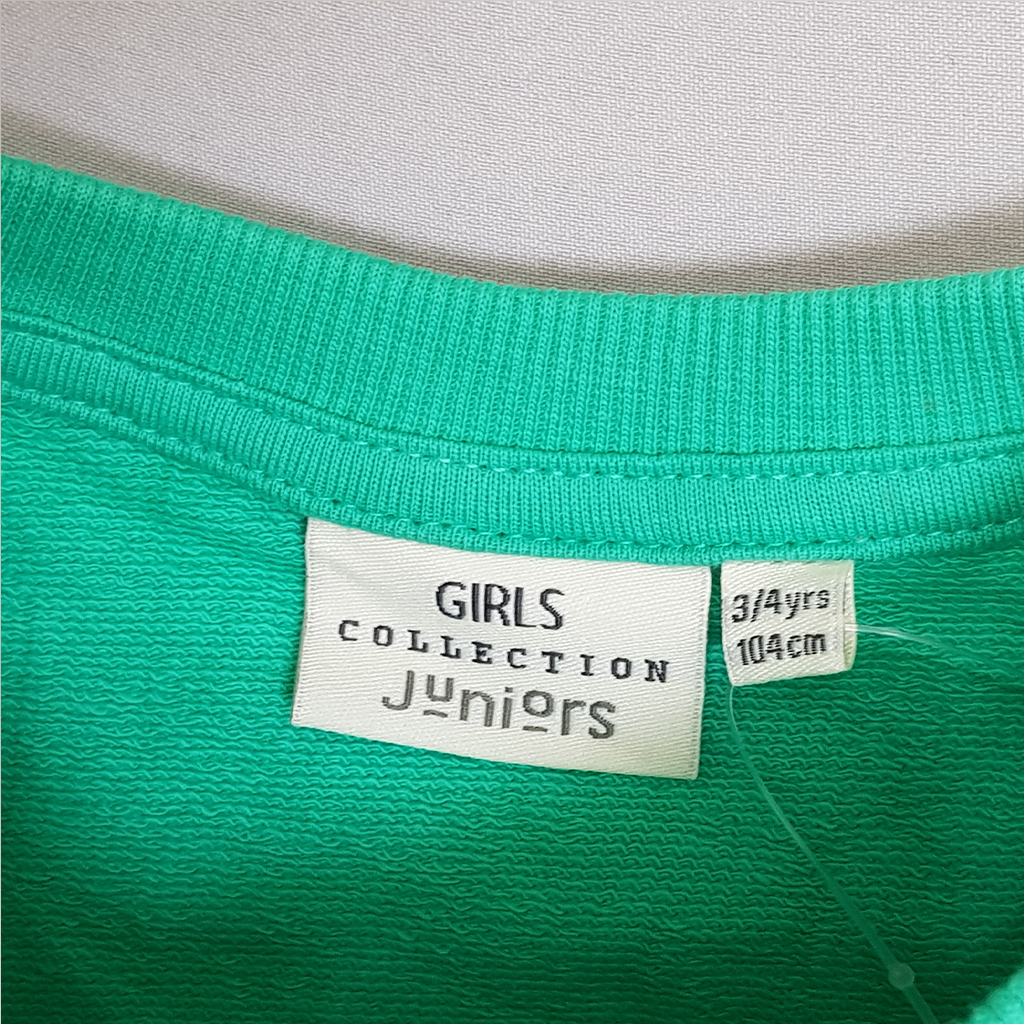 GIRLS
COLLECTION
Juniors
3/4yrs
104cm